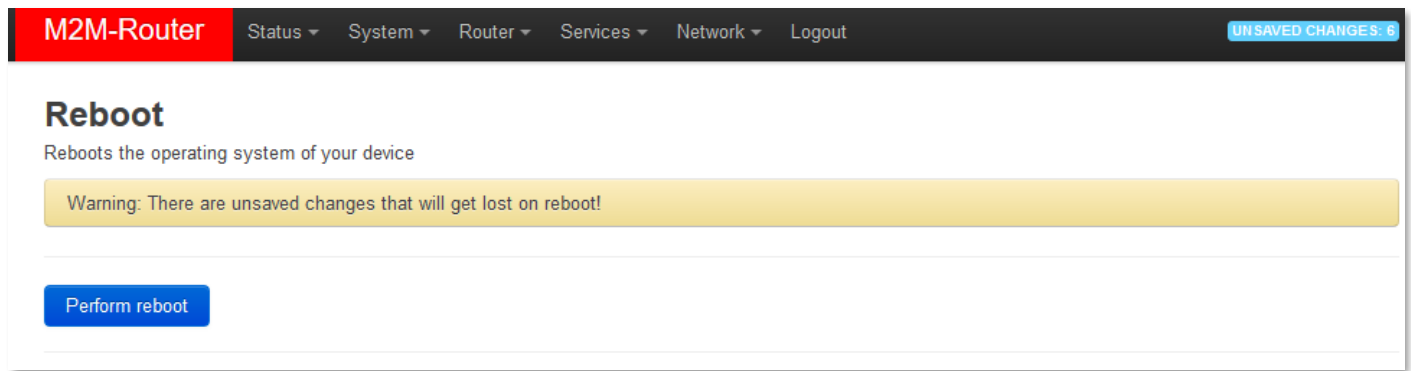 M2M-Router Status System Router Services Network Logout UNSAVED CHANGES: 6
Reboot
Reboots the operating system of your device
Warning: There are unsaved changes that will get lost on reboot!
Perform reboot